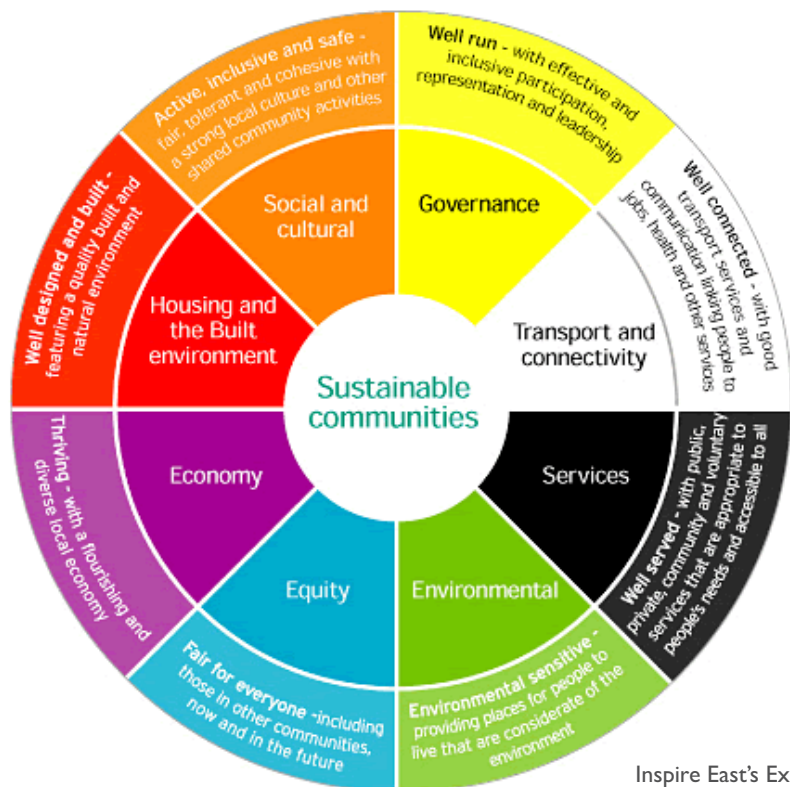 Sustainable
communities
Governance
Well run - with effective and
inclusive participation,
representation and leadership
Transport and
connectivity
Well connected - with good
transport services and
communication linking people to
jobs, health and other services
Services
Well served - with public,
private, community and voluntary
services that are appropriate to
people's needs and accessible to all
Environmental
Environmental sensitive -
providing places for people to
live that are considerate of the
environment
Equity
Fair for everyone -including
those in other communities,
now and in the future
Economy
Thriving - with a flourishing and
diverse local economy
Housing and
the Built
environment
Well designed and built -
featuring a quality built and
natural environment
Social and
cultural
Active, inclusive and safe -
fair, tolerant and cohesive with
a strong local culture and other
shared community activities
Inspire East's Ex